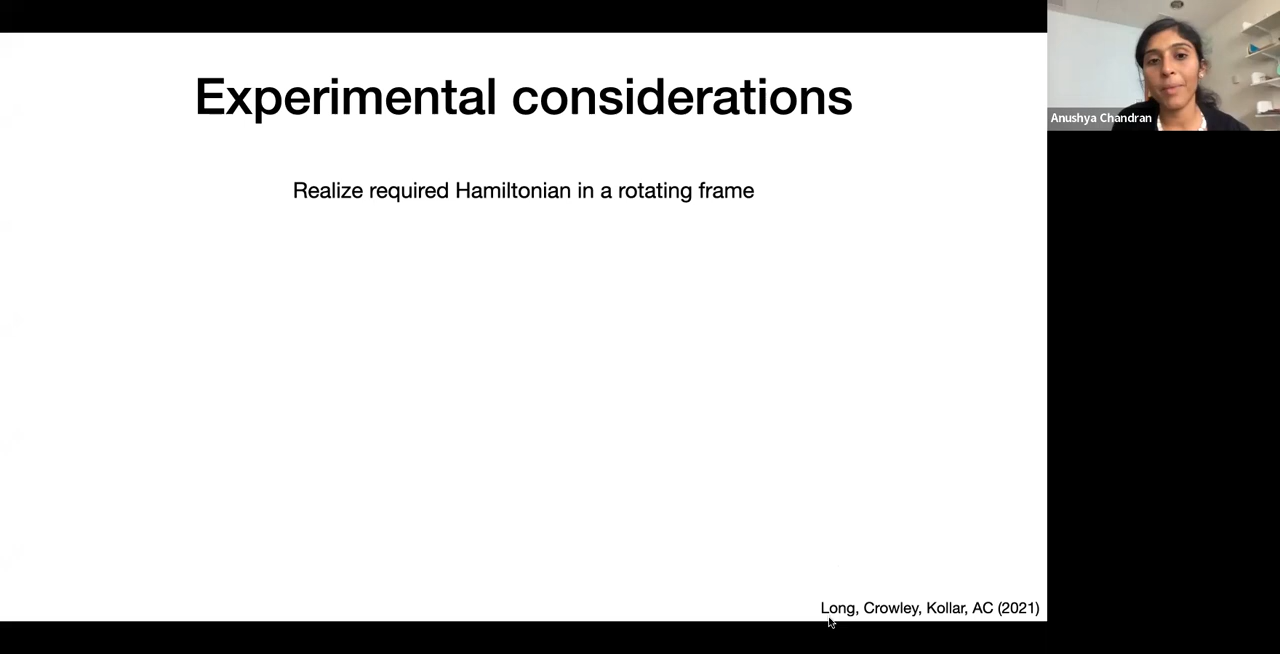 Experimental considerations
Anushya Chandran
Realize required Hamiltonian in a rotating frame
Long, Crowley, Kollar, AC (2021)